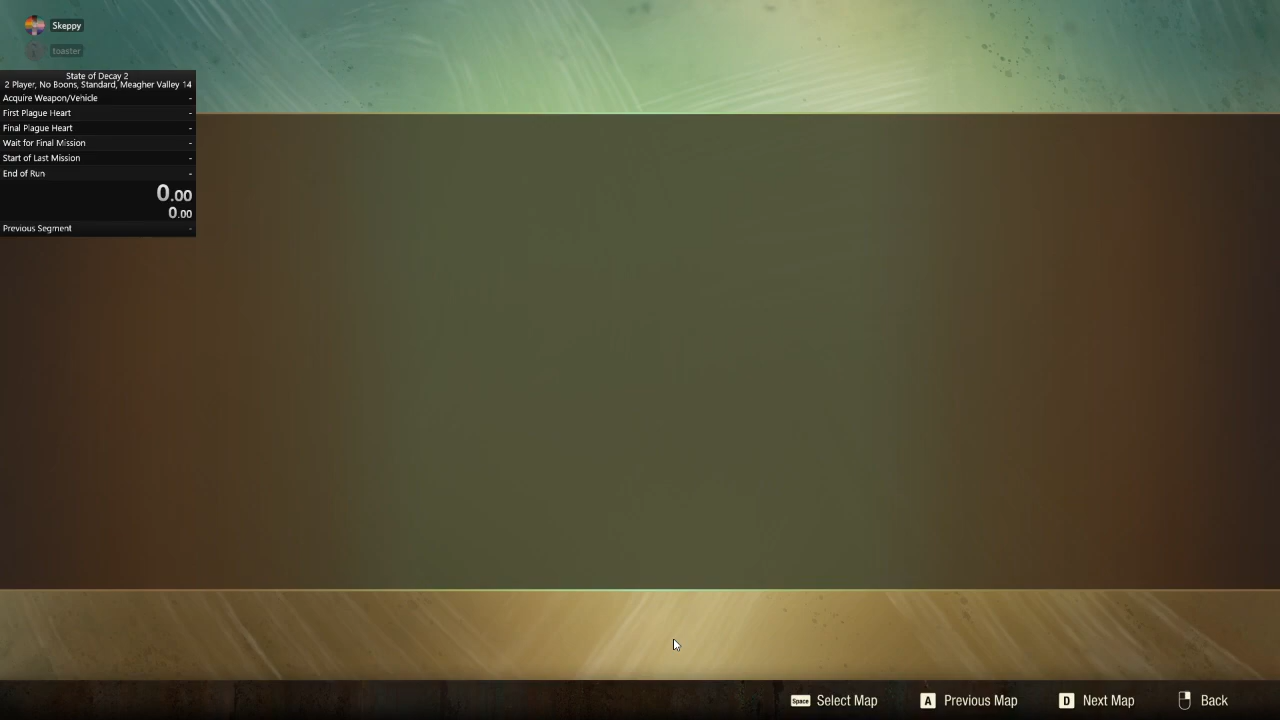 Skeppy
toaster
State of Decay 2
2 Player, No Boons, Standard, Meagher Valley 14
Acquire Weapon/Vehicle -
First Plague Heart -
Final Plague Heart -
Wait for Final Mission -
Start of Last Mission -
End of Run -
0.00
0.00
Previous Segment -
Space Select Map A Previous Map D Next Map Back